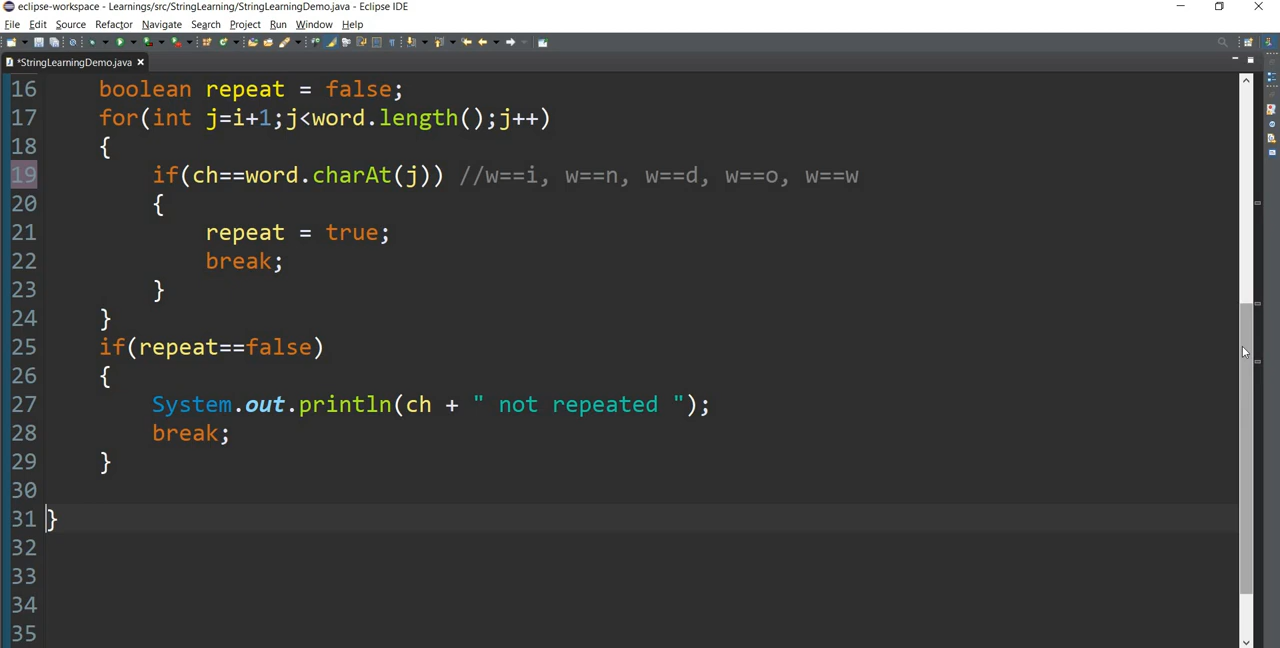 eclipse-workspace - Learnings/src/StringLearning/StringLearningDemo.java - Eclipse IDE
File Edit Source Refactor Navigate Search Project Run Window Help
*StringLearningDemo.java
16 boolean repeat = false;
17 for(int j=i+1;j<word.length();j++)
18 {
19 if(ch==word.charAt(j)) //w==i, w==n, w==d, w==o, w==w
20 {
21 repeat = true;
22 break;
23 }
24 }
25 if(repeat==false)
26 {
27 System.out.println(ch + " not repeated ");
28 break;
29 }
30
31 }
32
33
34
35